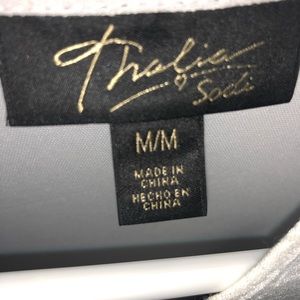 Thalia
Sodi
M/M
MADE IN
CHINA
HECHO EN
CHINA